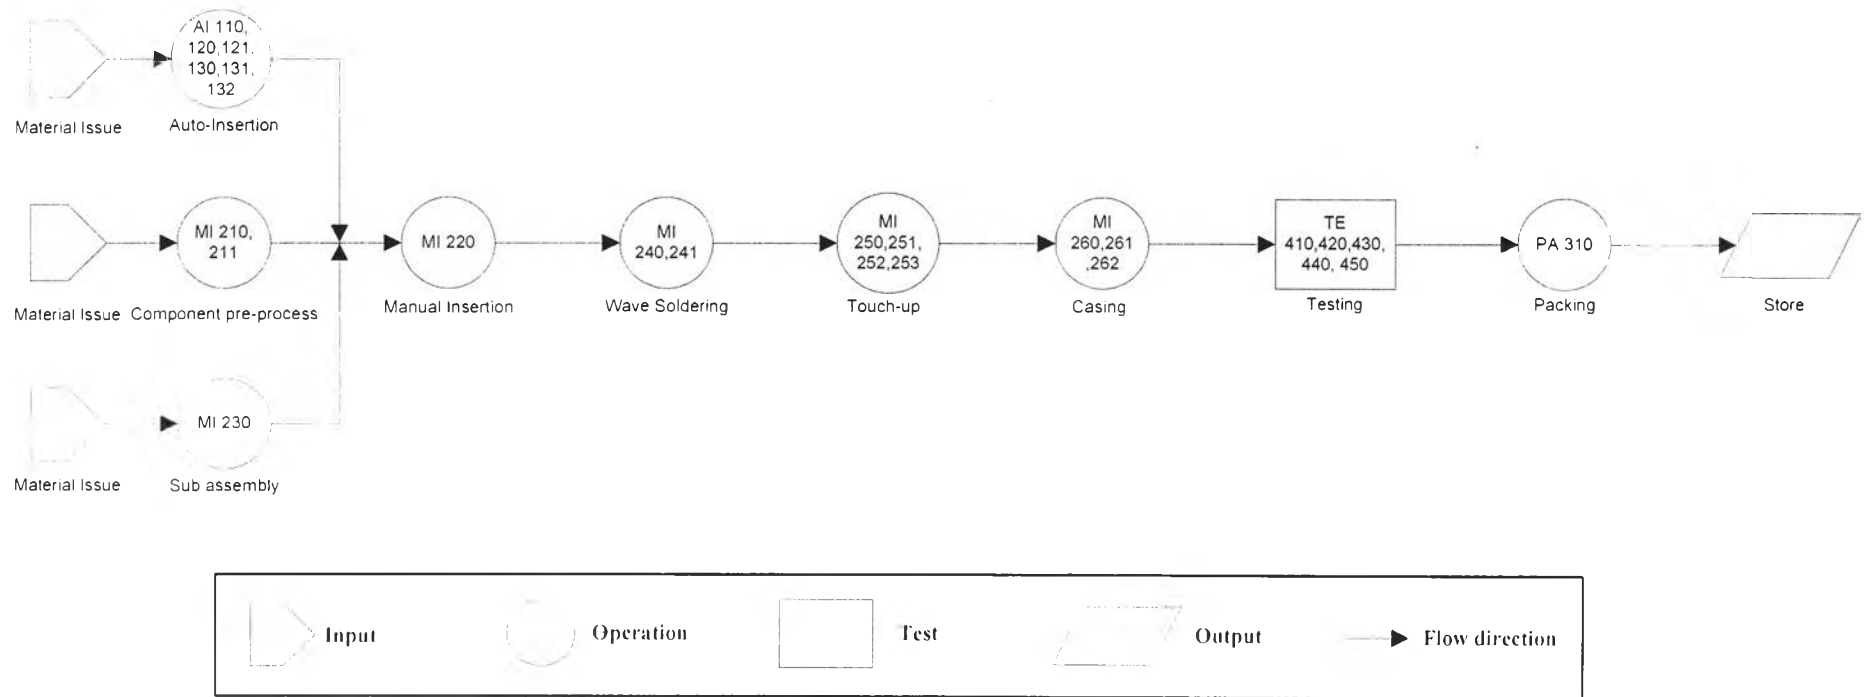 AI 110,
120,121,
130,131,
132
Material Issue
Auto-Insertion
MI 210,
211
MI 220
MI
240,241
MI
250,251,
252,253
MI
260,261
,262
TE
410,420,430,
440, 450
PA 310
Material Issue
Component pre-process
Manual Insertion
Wave Soldering
Touch-up
Casing
Testing
Packing
Store
MI 230
Material Issue
Sub assembly
Input
Operation
Test
Output
Flow direction